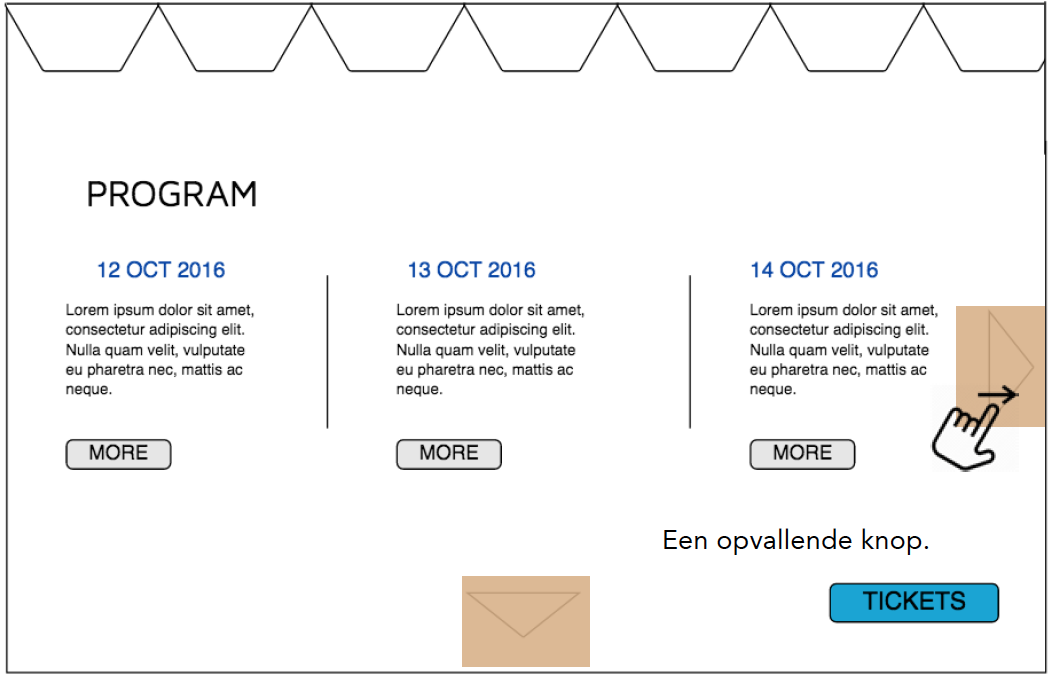 PROGRAM
12 OCT 2016
Lorem ipsum dolor sit amet,
consectetur adipiscing elit.
Nulla quam velit, vulputate
eu pharetra nec, mattis ac
neque.
MORE
13 OCT 2016
Lorem ipsum dolor sit amet,
consectetur adipiscing elit.
Nulla quam velit, vulputate
eu pharetra nec, mattis ac
neque.
MORE
14 OCT 2016
Lorem ipsum dolor sit amet,
consectetur adipiscing elit.
Nulla quam velit, vulputate
eu pharetra nec, mattis ac
neque.
MORE
Een opvallende knop.
TICKETS